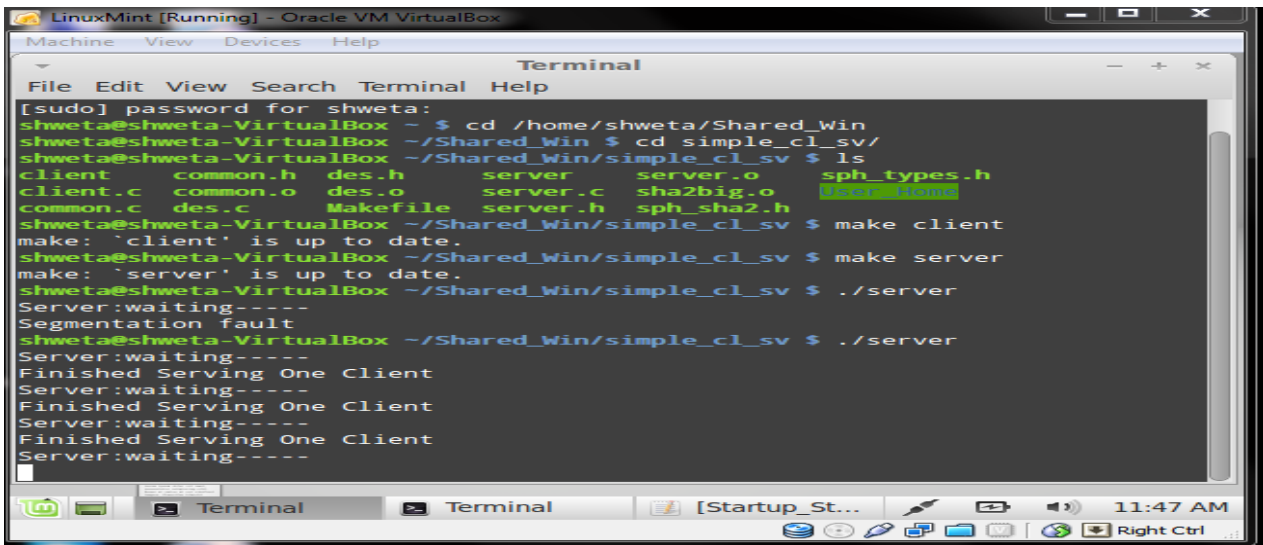 LinuxMint [Running] - Oracle VM VirtualBox
Machine View Devices Help
Terminal
File Edit View Search Terminal Help
[sudo] password for shweta:
shweta@shweta-VirtualBox ~ $ cd /home/shweta/Shared_Win
shweta@shweta-VirtualBox ~/Shared_Win $ cd simple_cl_sv/
shweta@shweta-VirtualBox ~/Shared_Win/simple_cl_sv $ ls
client common.h des.h server server.o sph_types.h
client.c common.o des.o server.c sha2big.o User_Home
common.c des.c Makefile server.h sph_sha2.h
shweta@shweta-VirtualBox ~/Shared_Win/simple_cl_sv $ make client
make: `client' is up to date.
shweta@shweta-VirtualBox ~/Shared_Win/simple_cl_sv $ make server
make: `server' is up to date.
shweta@shweta-VirtualBox ~/Shared_Win/simple_cl_sv $ ./server
Server:waiting-----
Segmentation fault
shweta@shweta-VirtualBox ~/Shared_Win/simple_cl_sv $ ./server
Server:waiting-----
Finished Serving One Client
Server:waiting-----
Finished Serving One Client
Server:waiting-----
Finished Serving One Client
Server:waiting-----
Terminal Terminal [Startup_St... 11:47 AM
Right Ctrl